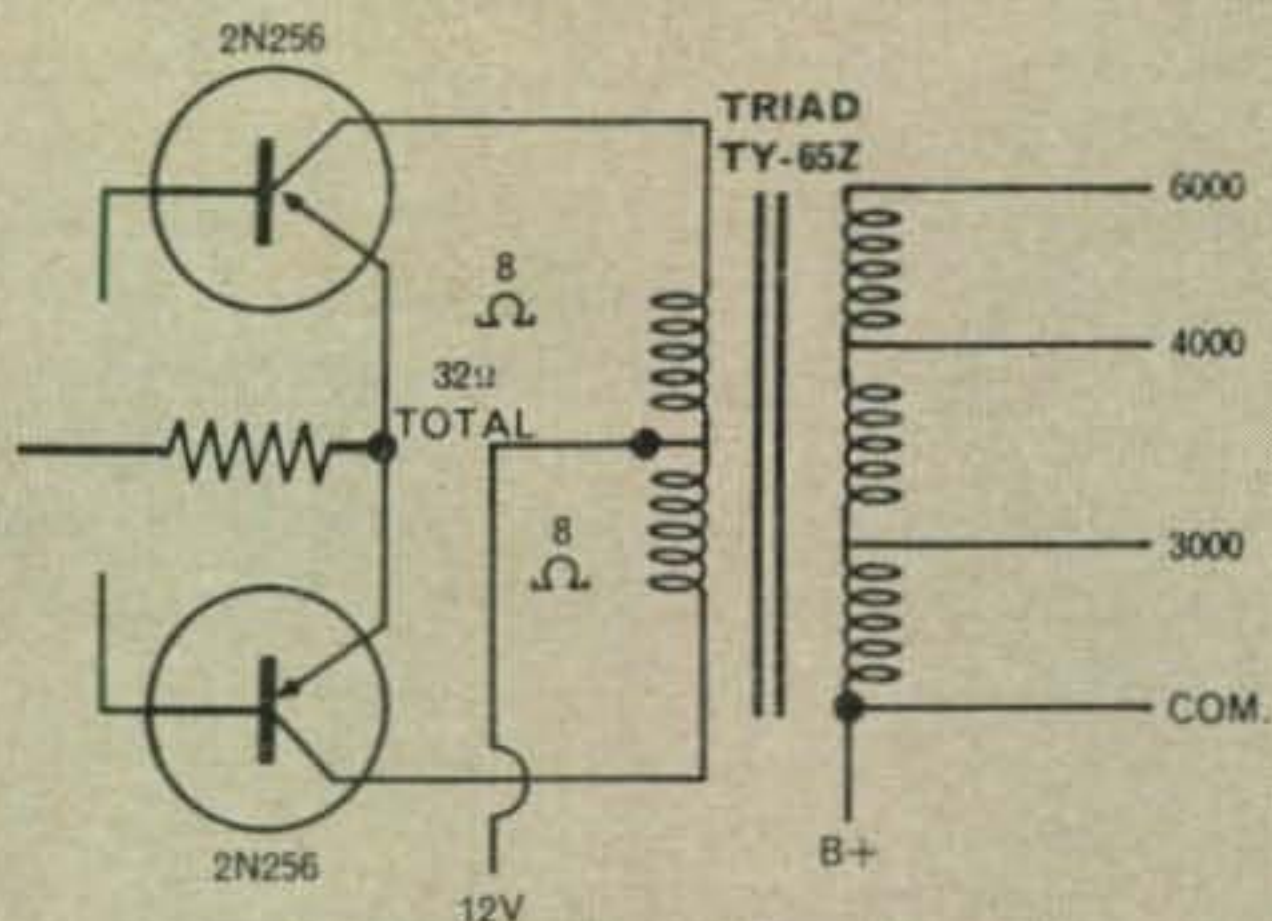 2N256
TRIAD
TY-65Z
6000
8
Ω
4000
32Ω
TOTAL
8
Ω
3000
COM.
2N256
B+
12V